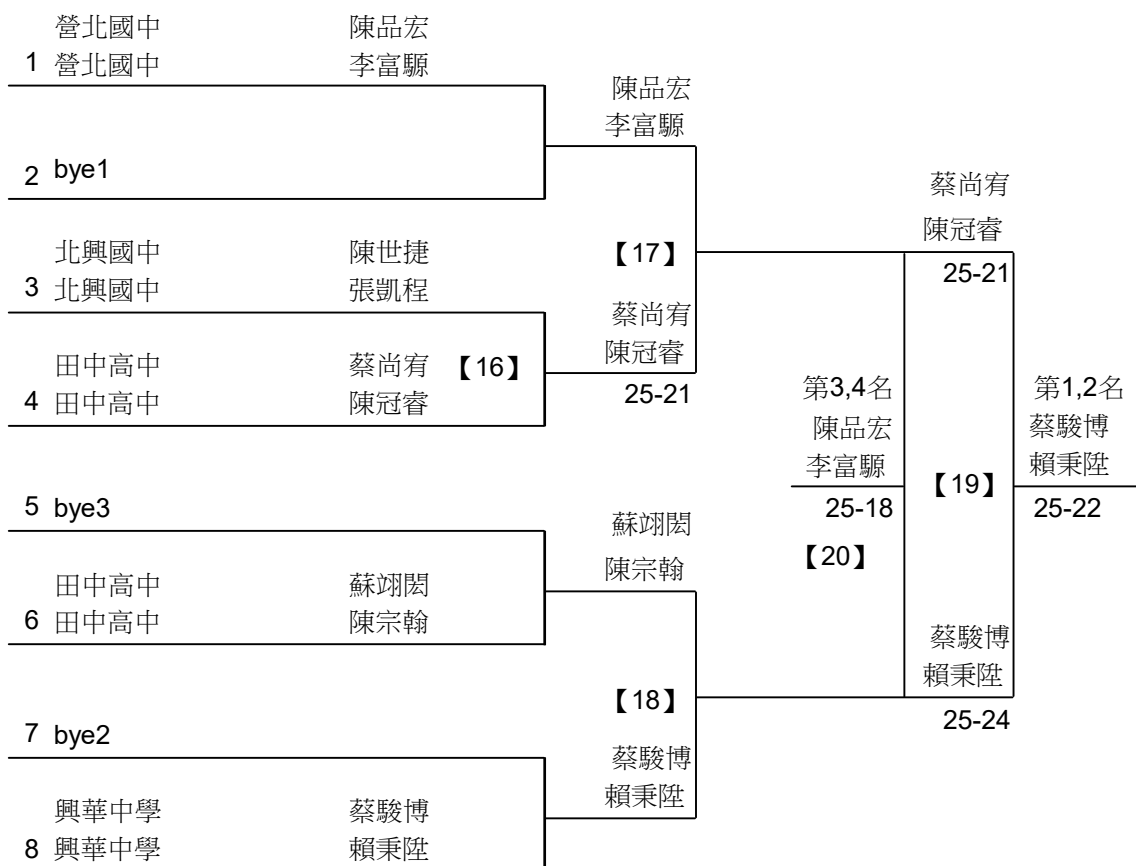 營北國中 陳品宏
1 營北國中 李富騵
陳品宏
李富騵
2 bye1
蔡尚宥
陳冠睿
25-21
北興國中 陳世捷
3 北興國中 張凱程
【17】
蔡尚宥
陳冠睿
25-21
田中高中 蔡尚宥 【16】
4 田中高中 陳冠睿
第3,4名
陳品宏
李富騵
25-18
【20】
【19】
第1,2名
蔡駿博
賴秉陞
25-22
5 bye3
蘇翊閎
陳宗翰
田中高中 蘇翊閎
6 田中高中 陳宗翰
蔡駿博
賴秉陞
25-24
【18】
7 bye2
蔡駿博
賴秉陞
興華中學 蔡駿博
8 興華中學 賴秉陞